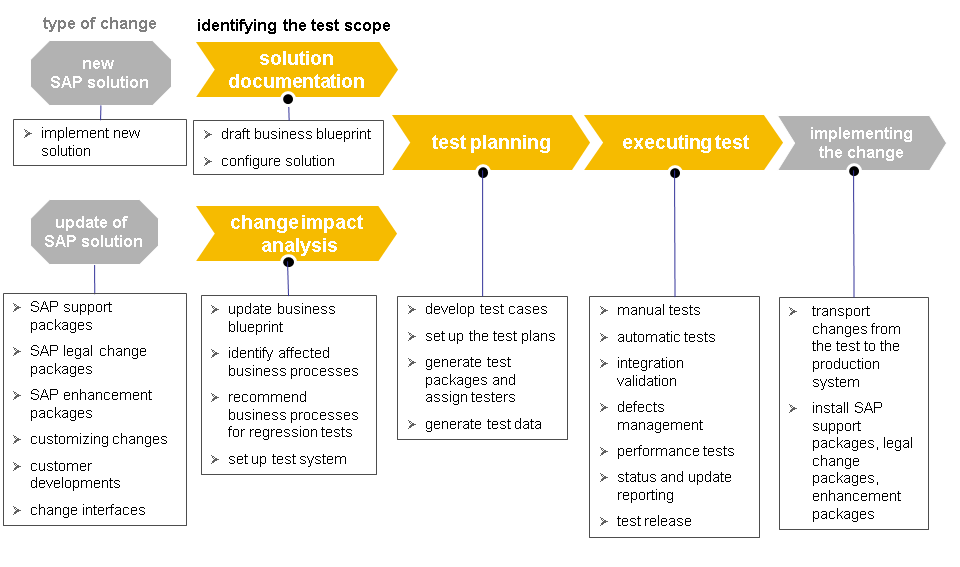 type of change
identifying the test scope
new
SAP solution
solution
documentation
implement new
solution
draft business blueprint
configure solution
test planning
executing test
implementing
the change
update of
SAP solution
change impact
analysis
SAP support
packages
SAP legal change
packages
SAP enhancement
packages
customizing changes
customer
developments
change interfaces
update business
blueprint
identify affected
business processes
recommend
business processes
for regression tests
set up test system
develop test cases
set up the test plans
generate test
packages and
assign testers
generate test data
manual tests
automatic tests
integration
validation
defects
management
performance tests
status and update
reporting
test release
transport
changes from
the test to the
production
system
install SAP
support
packages, legal
change
packages,
enhancement
packages